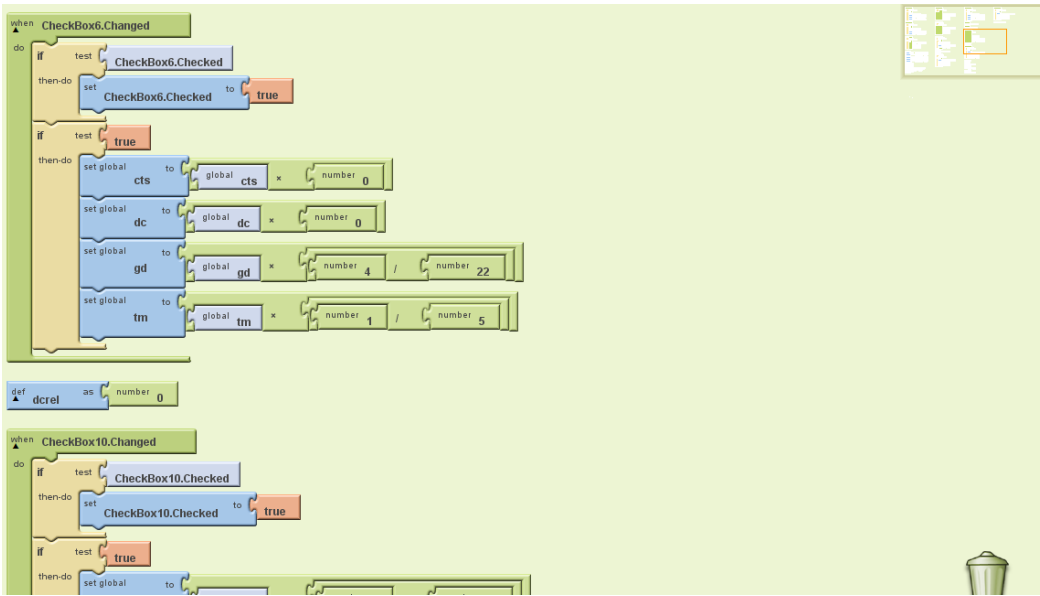 when CheckBox6.Changed
do
if test CheckBox6.Checked
then-do set CheckBox6.Checked to true
if test true
then-do set global cts to global cts × number 0
set global dc to global dc × number 0
set global gd to global gd × number 4 / number 22
set global tm to global tm × number 1 / number 5
def dcrel as number 0
when CheckBox10.Changed
do
if test CheckBox10.Checked
then-do set CheckBox10.Checked to true
if test true
then-do set global to